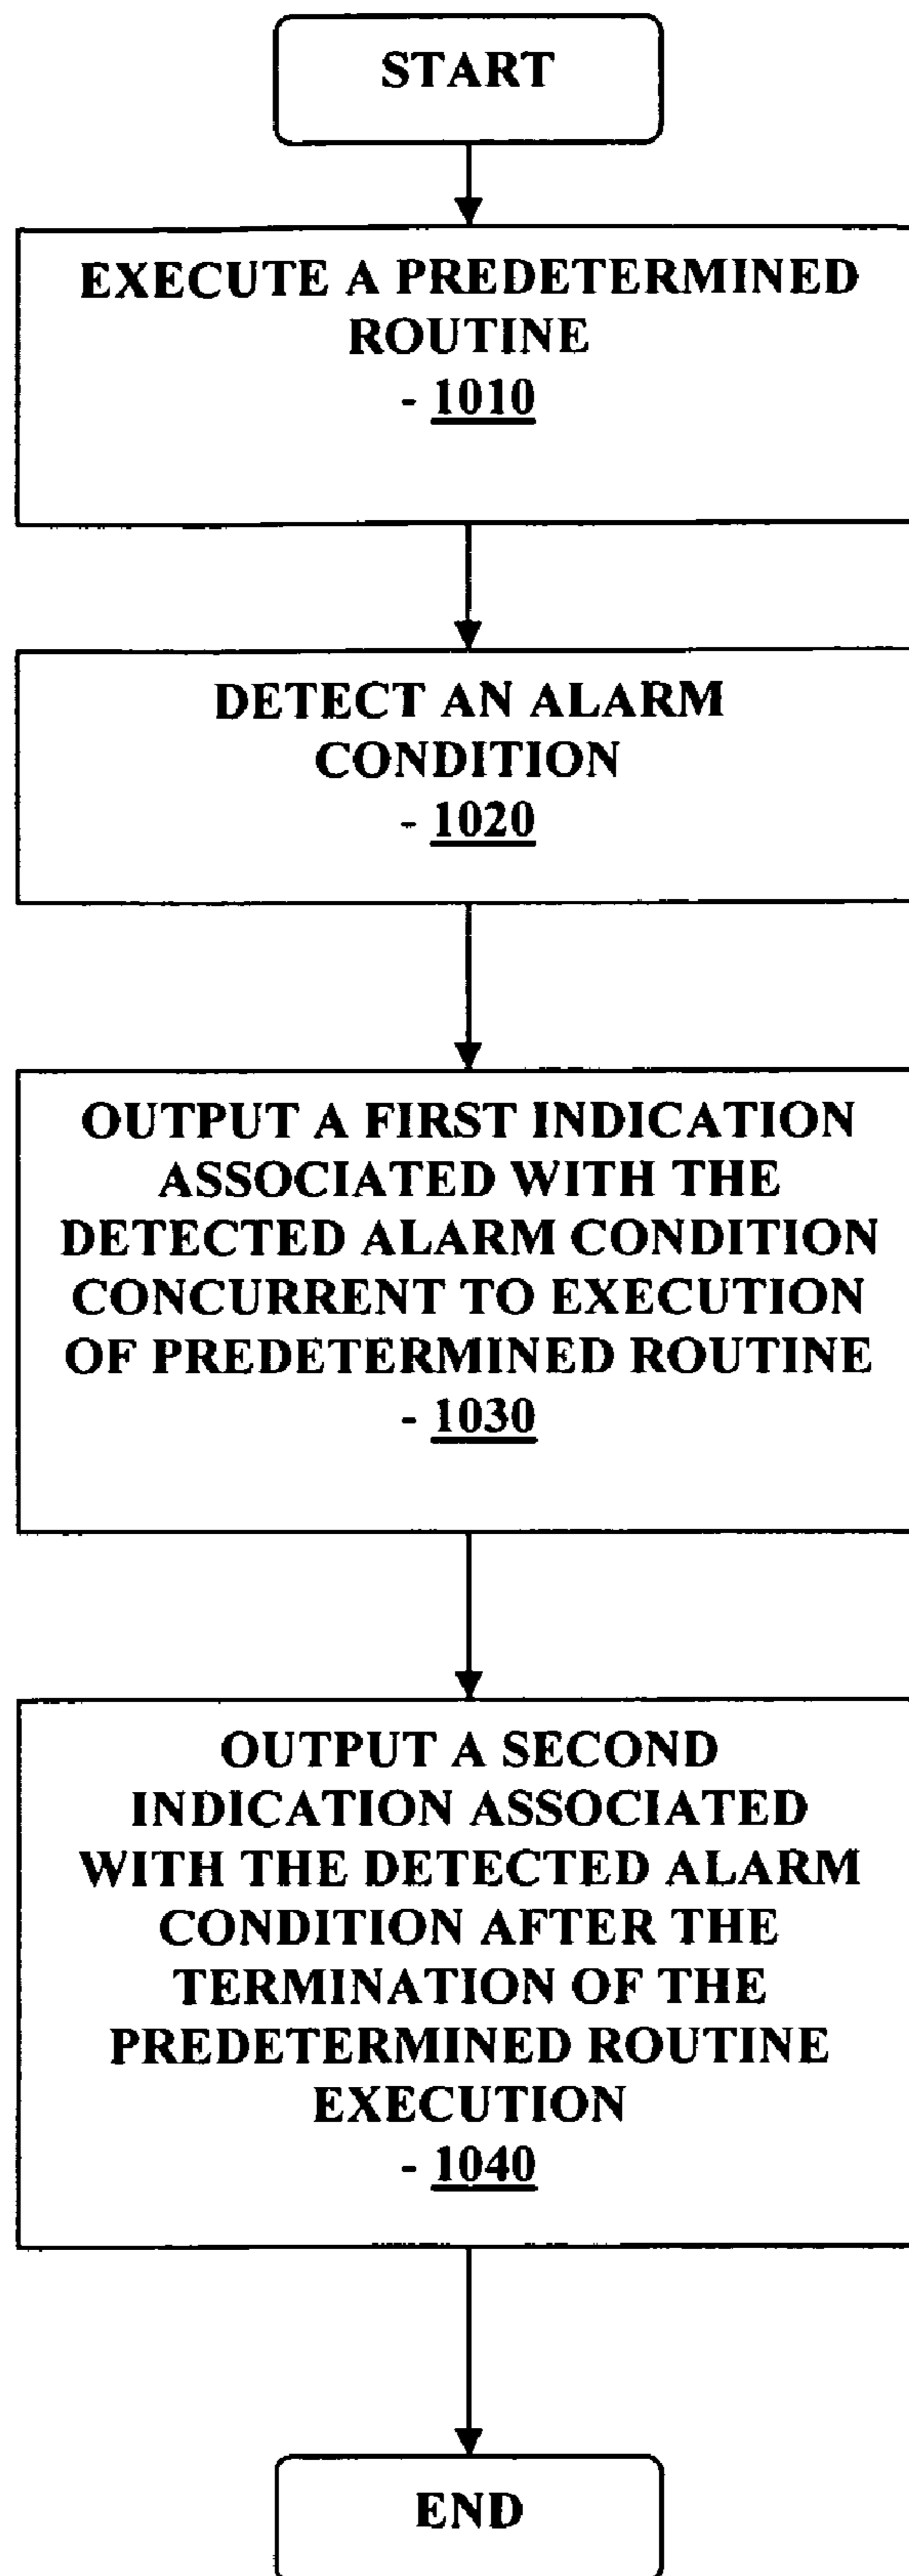 START
EXECUTE A PREDETERMINED
ROUTINE
- 1010
DETECT AN ALARM
CONDITION
- 1020
OUTPUT A FIRST INDICATION
ASSOCIATED WITH THE
DETECTED ALARM CONDITION
CONCURRENT TO EXECUTION
OF PREDETERMINED ROUTINE
- 1030
OUTPUT A SECOND
INDICATION ASSOCIATED
WITH THE DETECTED ALARM
CONDITION AFTER THE
TERMINATION OF THE
PREDETERMINED ROUTINE
EXECUTION
- 1040
END